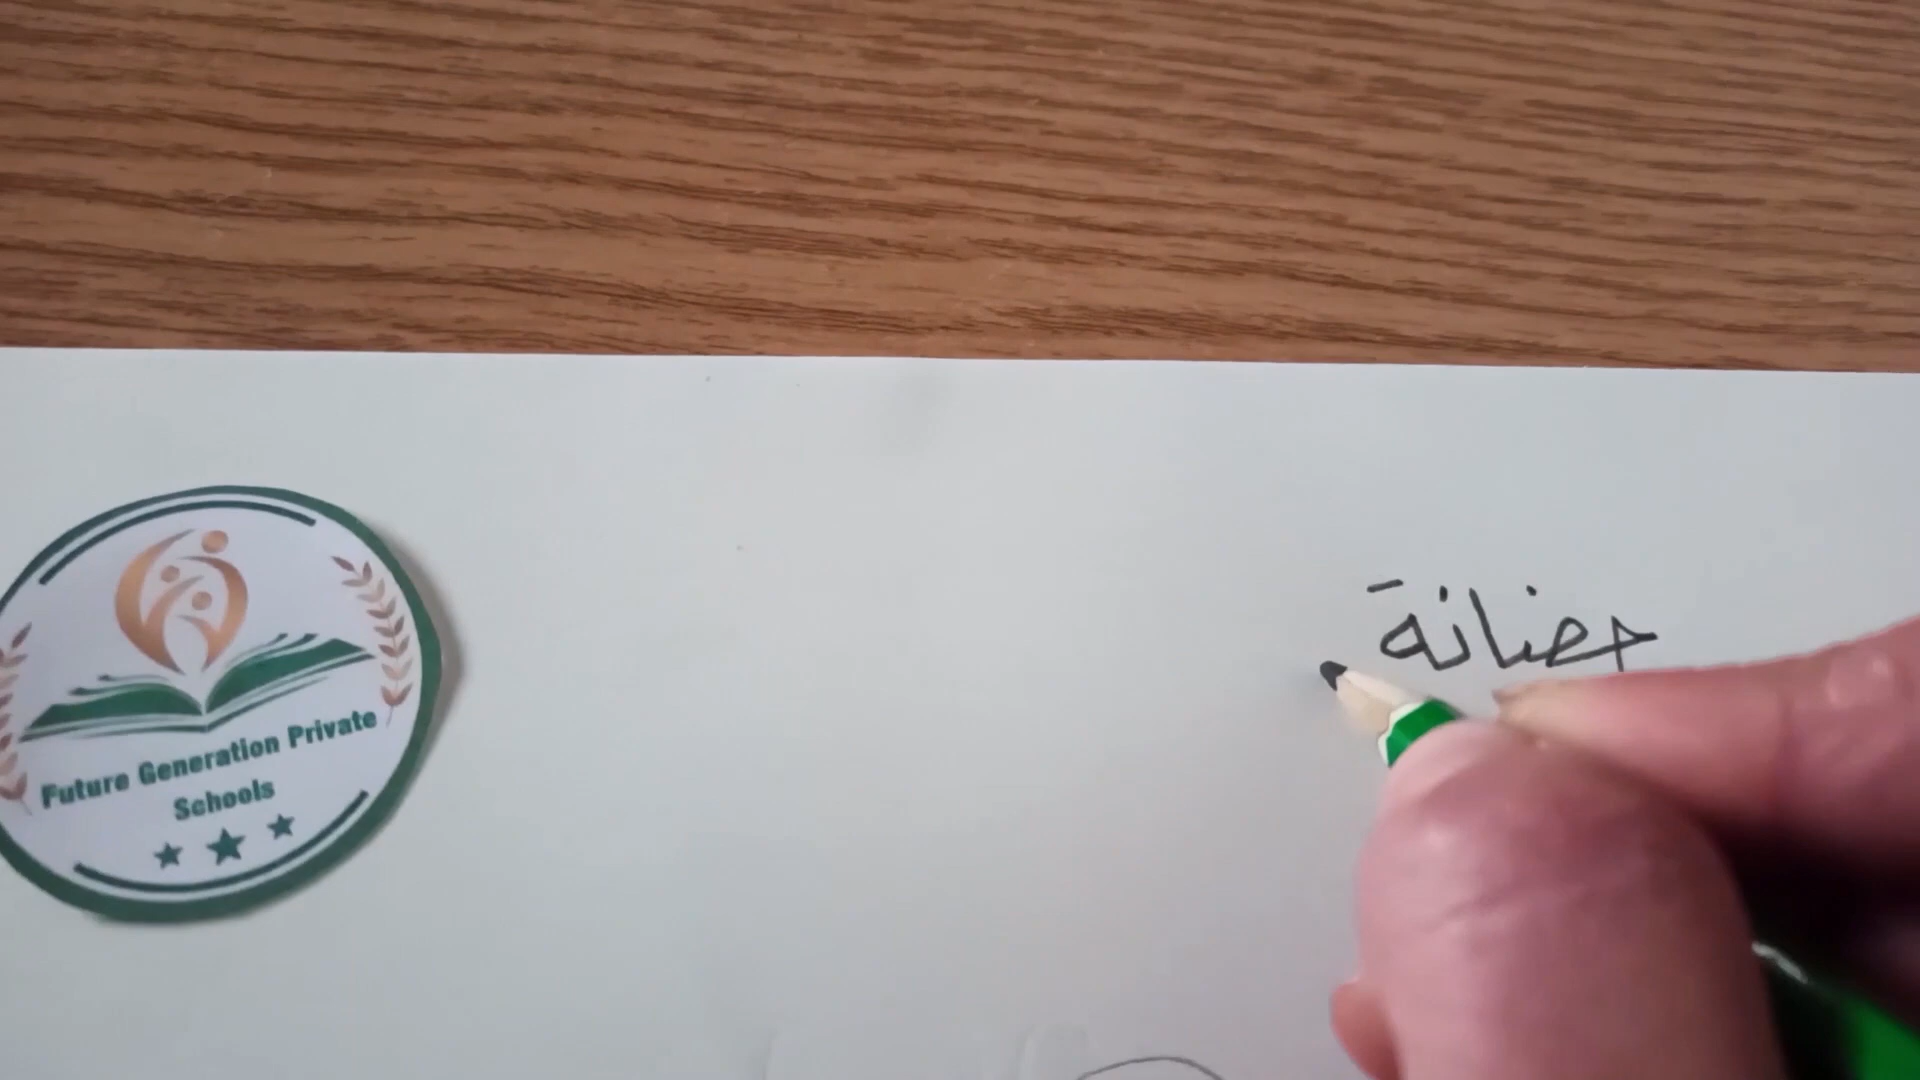 حضانة
Future Generation Private
Schools